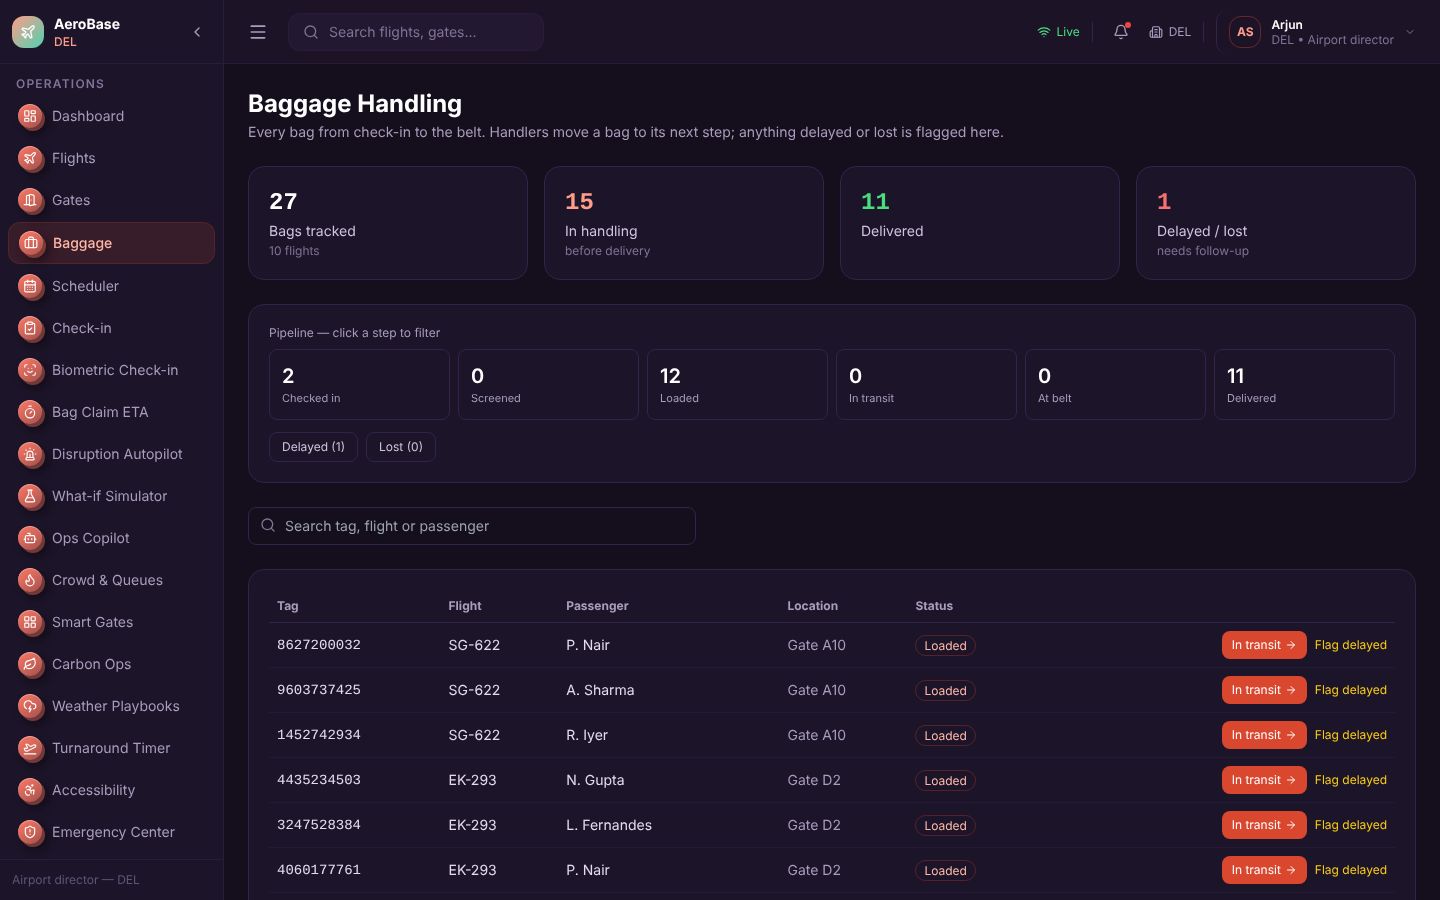 AeroBase
DEL
Search flights, gates...
Live
DEL
AS
Arjun
DEL • Airport director
OPERATIONS
Dashboard
Flights
Gates
Baggage
Scheduler
Check-in
Biometric Check-in
Bag Claim ETA
Disruption Autopilot
What-if Simulator
Ops Copilot
Crowd & Queues
Smart Gates
Carbon Ops
Weather Playbooks
Turnaround Timer
Accessibility
Emergency Center
Airport director — DEL
Baggage Handling
Every bag from check-in to the belt. Handlers move a bag to its next step; anything delayed or lost is flagged here.
27
Bags tracked
10 flights
15
In handling
before delivery
11
Delivered
1
Delayed / lost
needs follow-up
Pipeline — click a step to filter
2
Checked in
0
Screened
12
Loaded
0
In transit
0
At belt
11
Delivered
Delayed (1)
Lost (0)
Search tag, flight or passenger
Tag Flight Passenger Location Status
8627200032 SG-622 P. Nair Gate A10 Loaded In transit → Flag delayed
9603737425 SG-622 A. Sharma Gate A10 Loaded In transit → Flag delayed
1452742934 SG-622 R. Iyer Gate A10 Loaded In transit → Flag delayed
4435234503 EK-293 N. Gupta Gate D2 Loaded In transit → Flag delayed
3247528384 EK-293 L. Fernandes Gate D2 Loaded In transit → Flag delayed
4060177761 EK-293 P. Nair Gate D2 Loaded In transit → Flag delayed